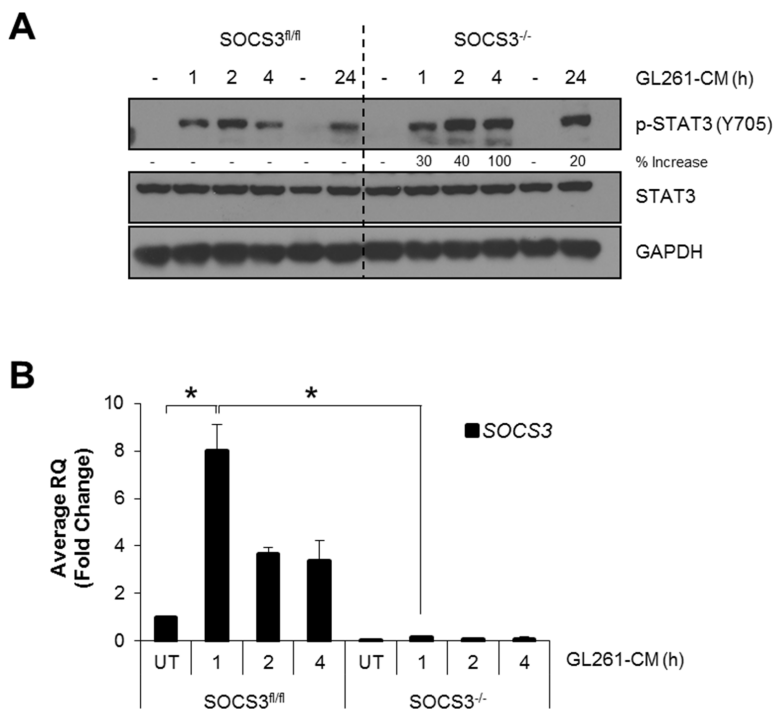 A
SOCS3fl/fl SOCS3-/-
- 1 2 4 - 24 - 1 2 4 - 24 GL261-CM (h)
p-STAT3 (Y705)
- - - - - - - 30 40 100 - 20 % Increase
STAT3
GAPDH
B
Average RQ
(Fold Change)
10
8
6
4
2
0
* *
SOCS3
UT 1 2 4 UT 1 2 4 GL261-CM (h)
SOCS3fl/fl SOCS3-/-